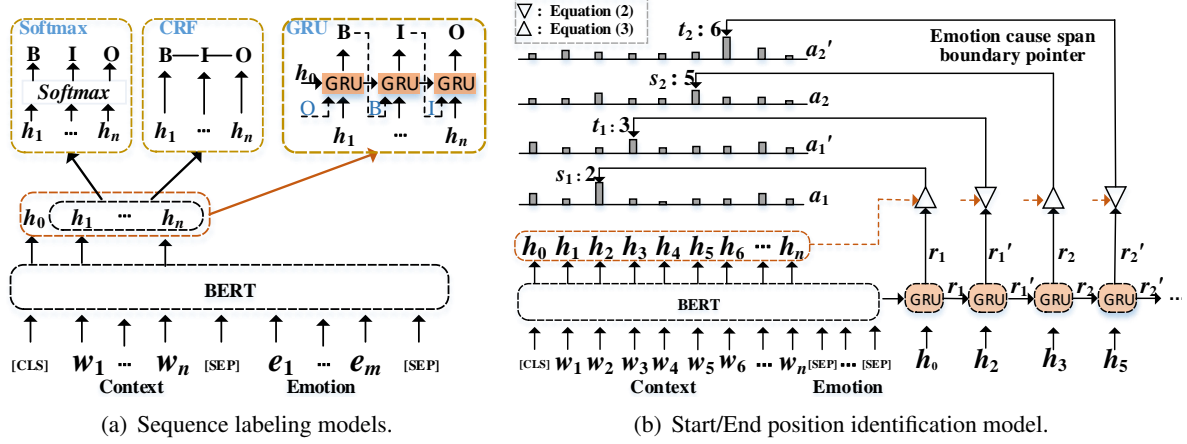 Softmax
B I O
Softmax
h1 ... hn
CRF
B I O
h1 ... hn
GRU
B I O
h0
GRU GRU GRU
O B I
h1 ... hn
h0 h1 ... hn
BERT
[CLS] w1 ... wn [SEP] e1 ... em [SEP]
Context Emotion
(a) Sequence labeling models.
▽ : Equation (2)
△ : Equation (3)
t2 : 6
a2′
Emotion cause span
boundary pointer
s2 : 5
a2
t1 : 3
a1′
s1 : 2
a1
h0 h1 h2 h3 h4 h5 h6 ... hn
r1 r1′ r2 r2′
BERT
GRU r1 GRU r1′ GRU r2 GRU r2′ ...
[CLS] w1 w2 w3 w4 w5 w6 ... wn [SEP] ... [SEP]
h0 h2 h3 h5
Context Emotion
(b) Start/End position identification model.